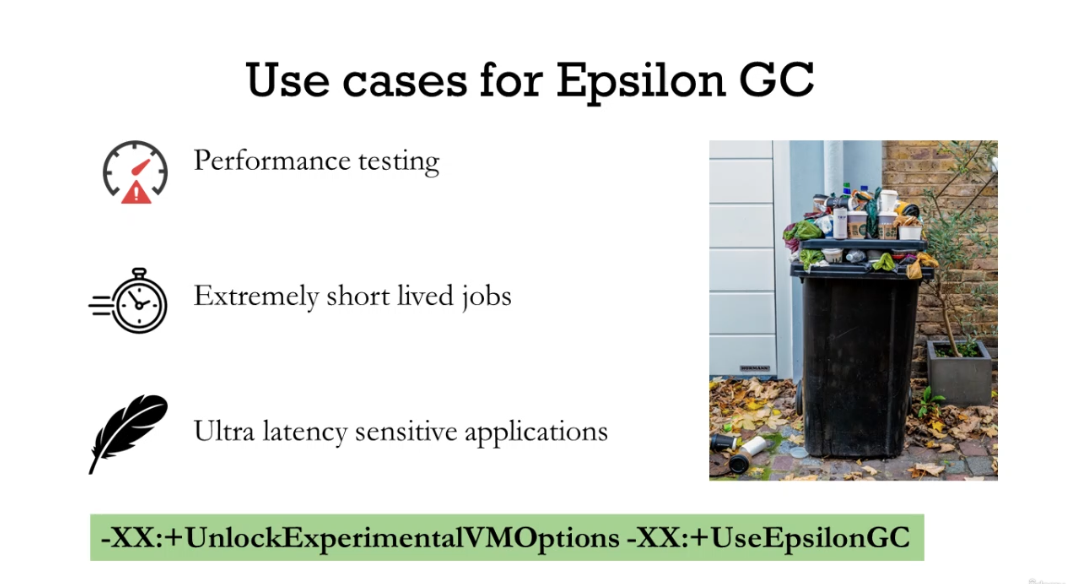 Use cases for Epsilon GC
Performance testing
Extremely short lived jobs
Ultra latency sensitive applications
-XX:+UnlockExperimentalVMOptions -XX:+UseEpsilonGC